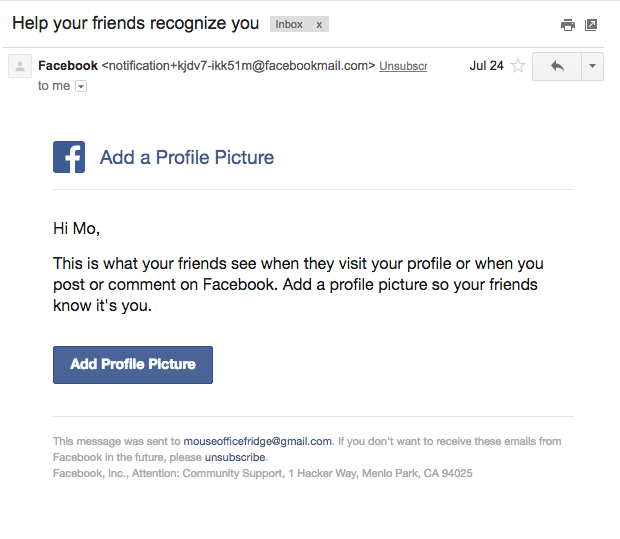 Help your friends recognize you Inbox x
Facebook <notification+kjdv7-ikk51m@facebookmail.com> Unsubscr Jul 24
to me
f Add a Profile Picture
Hi Mo,
This is what your friends see when they visit your profile or when you
post or comment on Facebook. Add a profile picture so your friends
know it's you.
Add Profile Picture
This message was sent to mouseofficefridge@gmail.com. If you don't want to receive these emails from
Facebook in the future, please unsubscribe.
Facebook, Inc., Attention: Community Support, 1 Hacker Way, Menlo Park, CA 94025